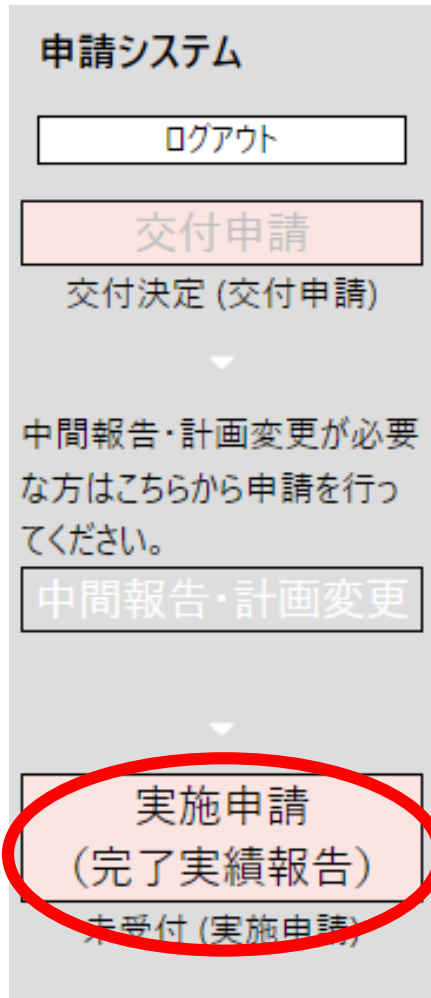 申請システム
ログアウト
交付申請
交付決定 (交付申請)
中間報告･計画変更が必要
な方はこちらから申請を行っ
てください。
中間報告･計画変更
実施申請
（完了実績報告）
未受付 (実施申請)